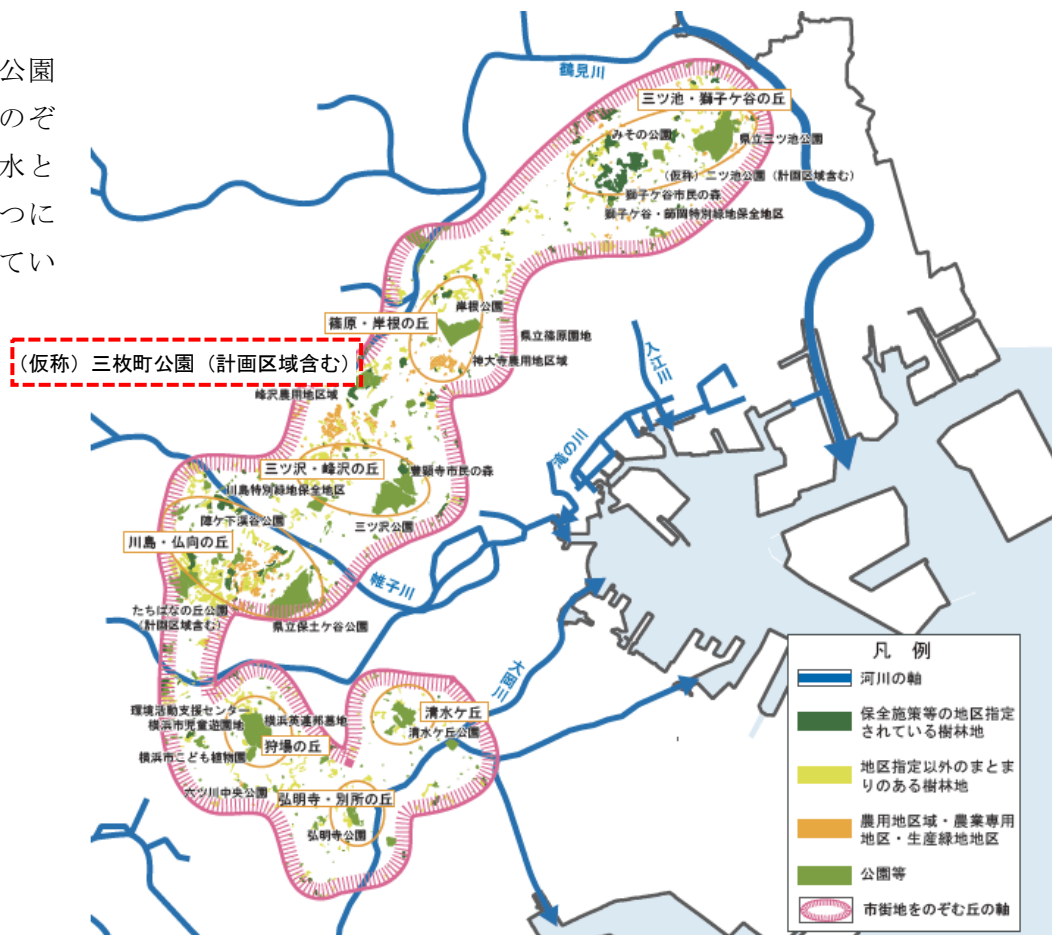 公園
のぞ
水と
つに
てい
鶴見川
三ツ池・獅子ケ谷の丘
みその公園
県立三ツ池公園
(仮称)二ツ池公園(計画区域含む)
獅子ケ谷市民の森
獅子ケ谷・師岡特別緑地保全地区
岸根公園
篠原・岸根の丘
県立篠原園地
神大寺農用地区域
(仮称)三枚町公園(計画区域含む)
峰沢農用地区域
入江川
滝の川
三ツ沢・峰沢の丘
豊顕寺市民の森
川島特別緑地保全地区
陣ケ下渓谷公園
三ツ沢公園
川島・仏向の丘
帷子川
たちばなの丘公園
(計画区域含む)
県立保土ケ谷公園
大岡川
環境活動支援センター
横浜市児童遊園地
横浜英連邦墓地
清水ケ丘
清水ケ丘公園
狩場の丘
横浜市こども植物園
六ツ川中央公園
弘明寺・別所の丘
弘明寺公園
凡 例
河川の軸
保全施策等の地区指定
されている樹林地
地区指定以外のまとま
りのある樹林地
農用地区域・農業専用
地区・生産緑地地区
公園等
市街地をのぞむ丘の軸